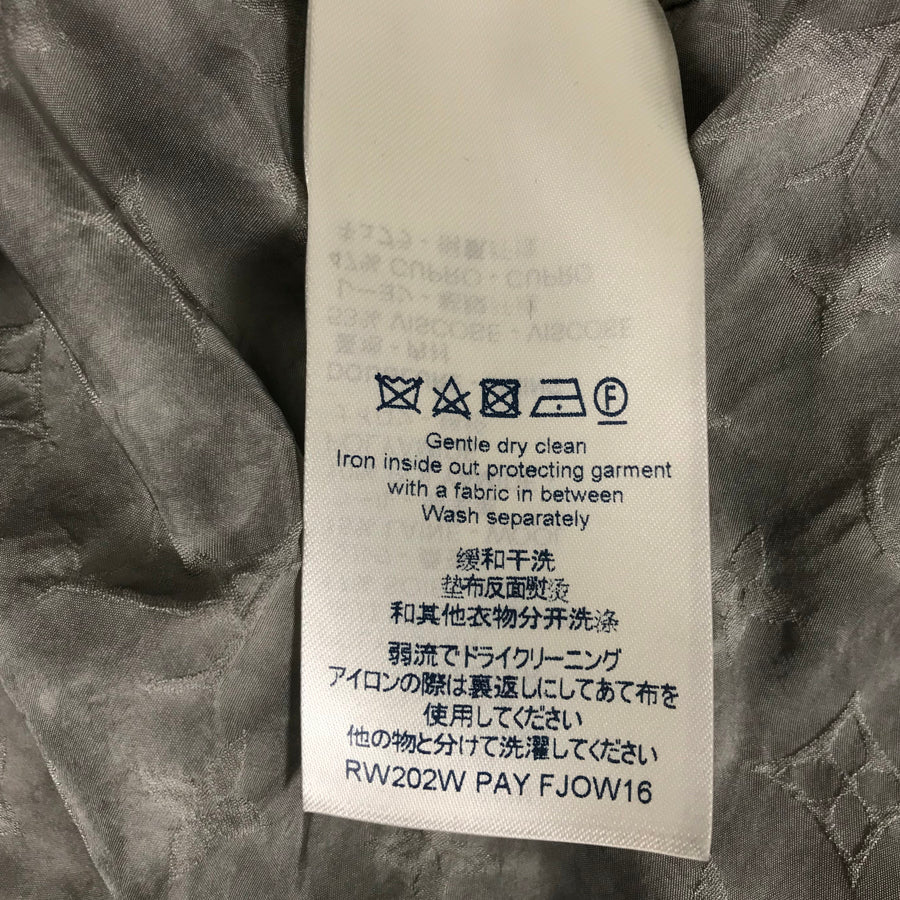 F
Gentle dry clean
Iron inside out protecting garment
with a fabric in between
Wash separately
缓和干洗
垫布反面熨烫
和其他衣物分开洗涤
弱流でドライクリーニング
アイロンの際は裏返しにしてあて布を
使用してください
他の物と分けて洗濯してください
RW202W PAY FJOW16